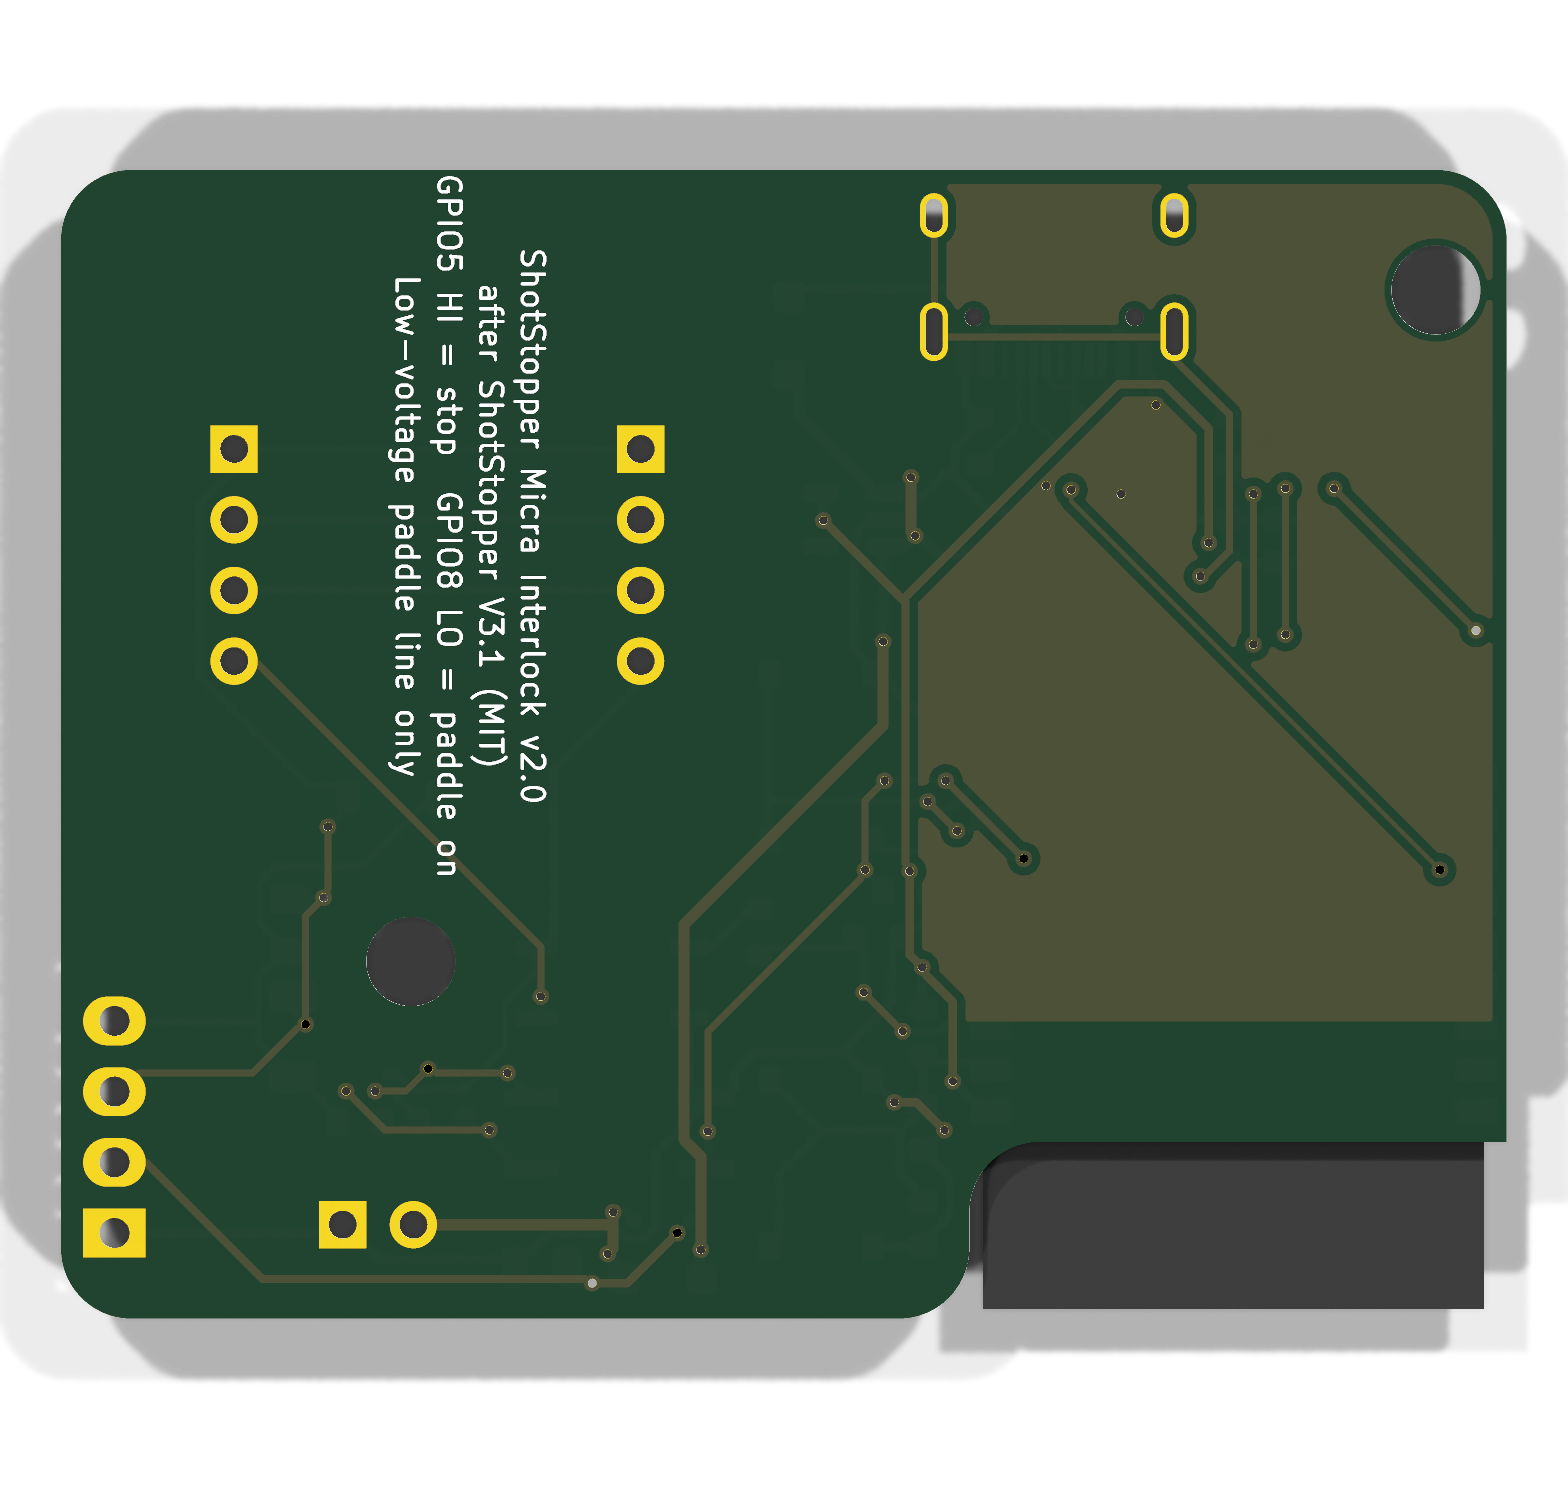 ShotStopper Micra Interlock v2.0
after ShotStopper V3.1 (MIT)
GPIO5 HI = stop  GPIO8 LO = paddle on
Low-voltage paddle line only